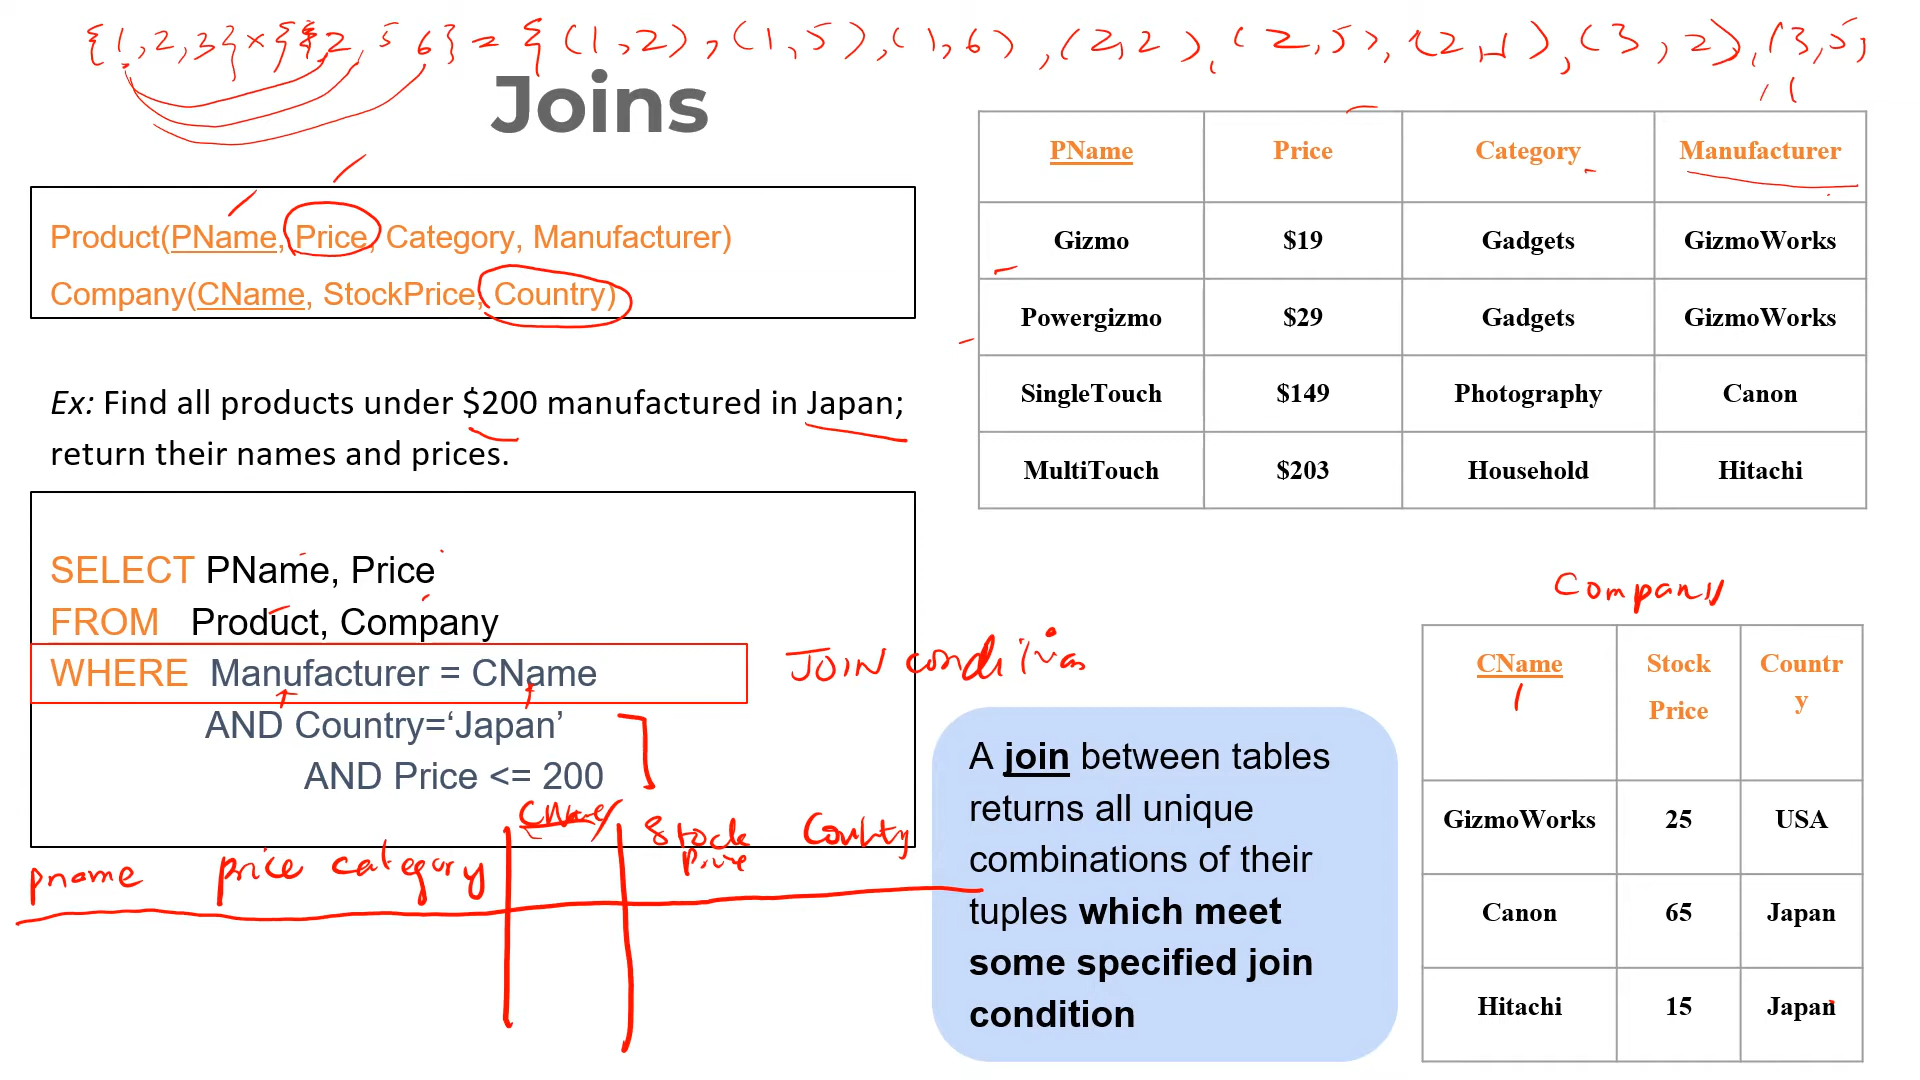 {1,2,3}×{2,5 6} = {(1,2),(1,5),(1,6),(2,2),(2,5),(2,),(3,2),(3,5)
Joins
Product(PName, Price, Category, Manufacturer)
Company(CName, StockPrice, Country)
Ex: Find all products under $200 manufactured in Japan;
return their names and prices.
SELECT PName, Price
FROM Product, Company
WHERE Manufacturer = CName
AND Country=‘Japan’
AND Price <= 200
JOIN condition
pname price category CName Stock Price Country
PName Price Category Manufacturer
Gizmo $19 Gadgets GizmoWorks
Powergizmo $29 Gadgets GizmoWorks
SingleTouch $149 Photography Canon
MultiTouch $203 Household Hitachi
A join between tables
returns all unique
combinations of their
tuples which meet
some specified join
condition
Company
CName Stock Countr
Price y
GizmoWorks 25 USA
Canon 65 Japan
Hitachi 15 Japan